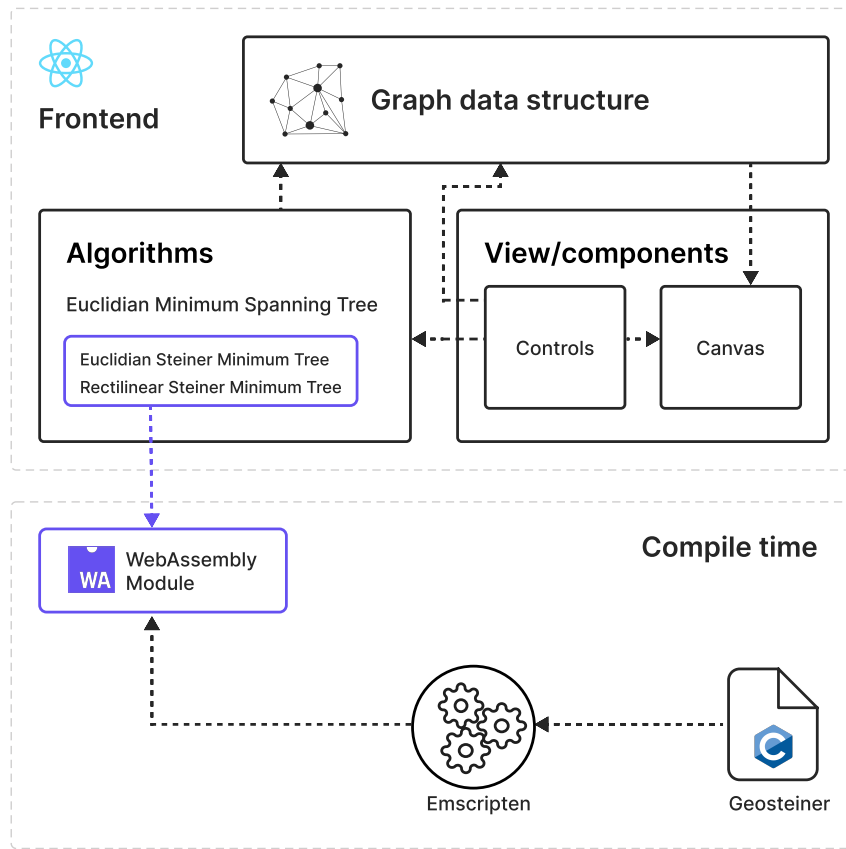 Frontend
Graph data structure
Algorithms
Euclidian Minimum Spanning Tree
Euclidian Steiner Minimum Tree
Rectilinear Steiner Minimum Tree
View/components
Controls
Canvas
Compile time
WA
WebAssembly
Module
Emscripten
C
Geosteiner